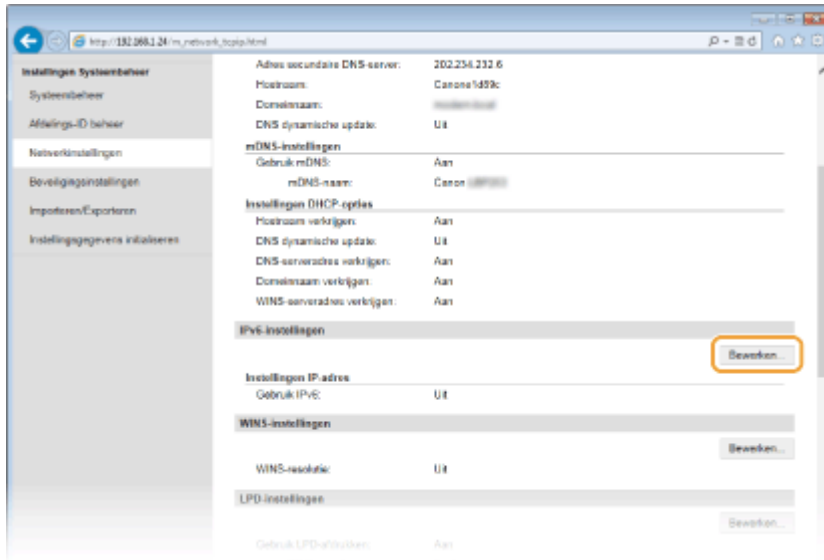 http://192.168.1.24/m_network_tcpip.html
Instellingen Systeembeheer
Systeembeheer
Afdelings-ID beheer
Netwerkinstellingen
Beveiligingsinstellingen
Importeren/Exporteren
Instellingsgegevens initialiseren
Adres secundaire DNS-server: 202.234.232.6
Hostnaam: Canone1d89c
Domeinnaam:
DNS dynamische update: Uit
mDNS-instellingen
Gebruik mDNS: Aan
mDNS-naam: Canon
Instellingen DHCP-opties
Hostnaam verkrijgen: Aan
DNS dynamische update: Uit
DNS-serveradres verkrijgen: Aan
Domeinnaam verkrijgen: Aan
WINS-serveradres verkrijgen: Aan
IPv6-instellingen
Bewerken...
Instellingen IP-adres
Gebruik IPv6: Uit
WINS-instellingen
Bewerken...
WINS-resolutie: Uit
LPD-instellingen
Bewerken...
Gebruik LPD-afdrukken: Aan